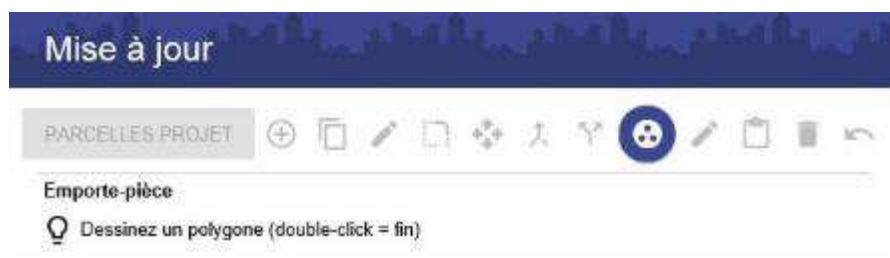 Mise à jour
PARCELLES PROJET
Emporte-pièce
Dessinez un polygone (double-click = fin)